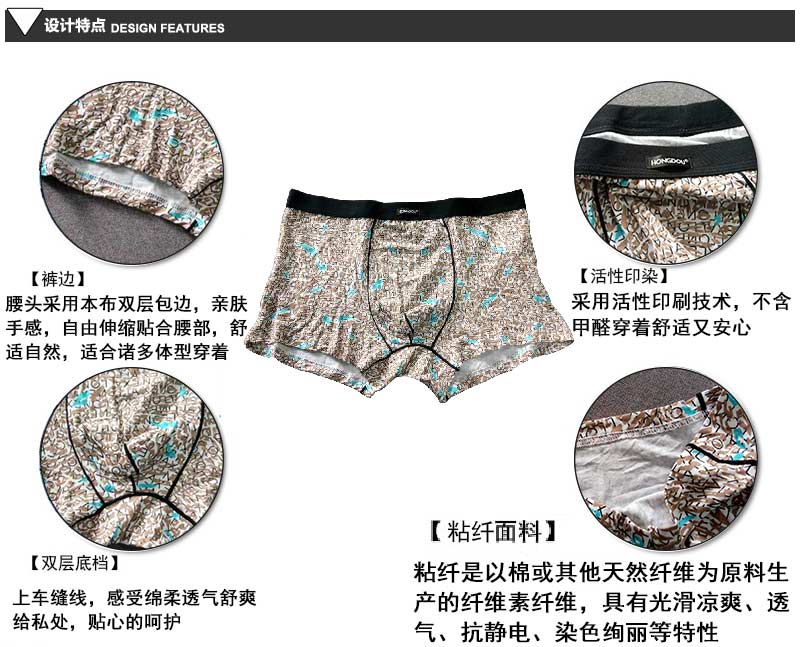 设计特点 DESIGN FEATURES
HONGDOU
【裤边】
腰头采用本布双层包边，亲肤
手感，自由伸缩贴合腰部，舒
适自然，适合诸多体型穿着
【活性印染】
采用活性印刷技术，不含
甲醛穿着舒适又安心
【双层底档】
上车缝线，感受绵柔透气舒爽
给私处，贴心的呵护
【粘纤面料】
粘纤是以棉或其他天然纤维为原料生
产的纤维素纤维，具有光滑凉爽、透
气、抗静电、染色绚丽等特性